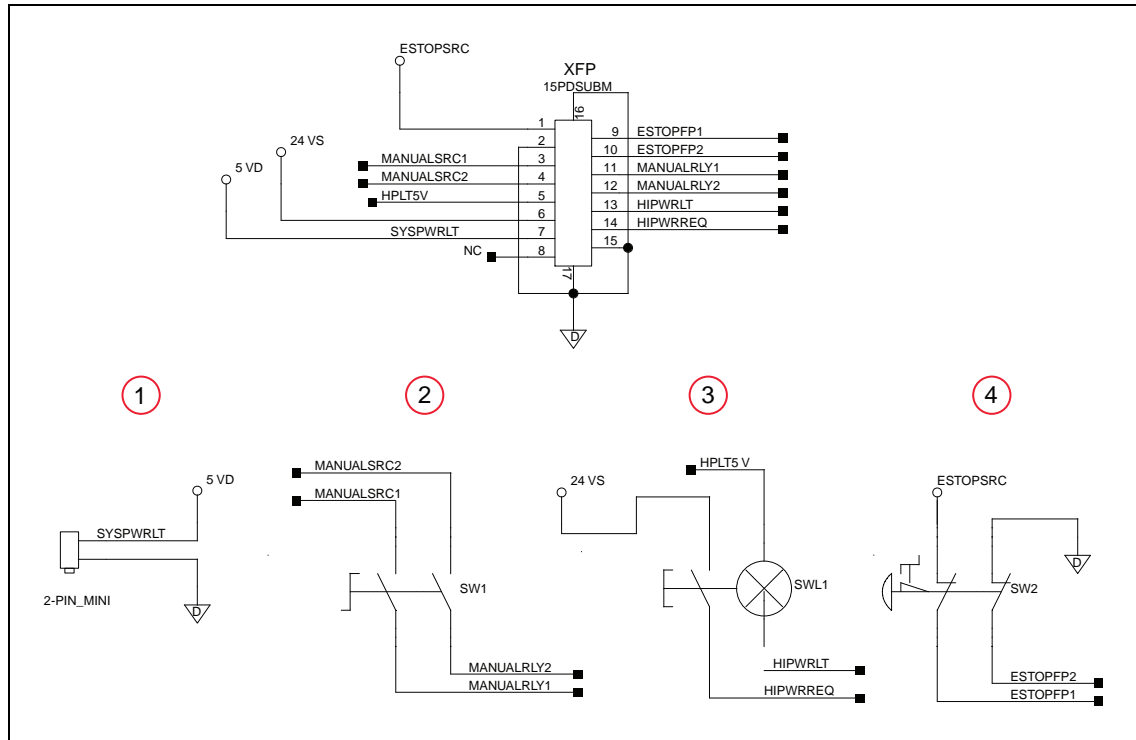 ESTOPSRC
XFP
15PDSUBM
16
24 VS
5 VD
1
2
3
4
5
6
7
8
MANUALSRC1
MANUALSRC2
HPLT5V
SYSPWRLT
NC
9 ESTOPFP1
10 ESTOPFP2
11 MANUALRLY1
12 MANUALRLY2
13 HIPWRLT
14 HIPWRREQ
15
17
D
1
2
3
4
5 VD
SYSPWRLT
2-PIN_MINI
D
MANUALSRC2
MANUALSRC1
SW1
MANUALRLY2
MANUALRLY1
HPLT5 V
24 VS
SWL1
HIPWRLT
HIPWRREQ
ESTOPSRC
D
SW2
ESTOPFP2
ESTOPFP1